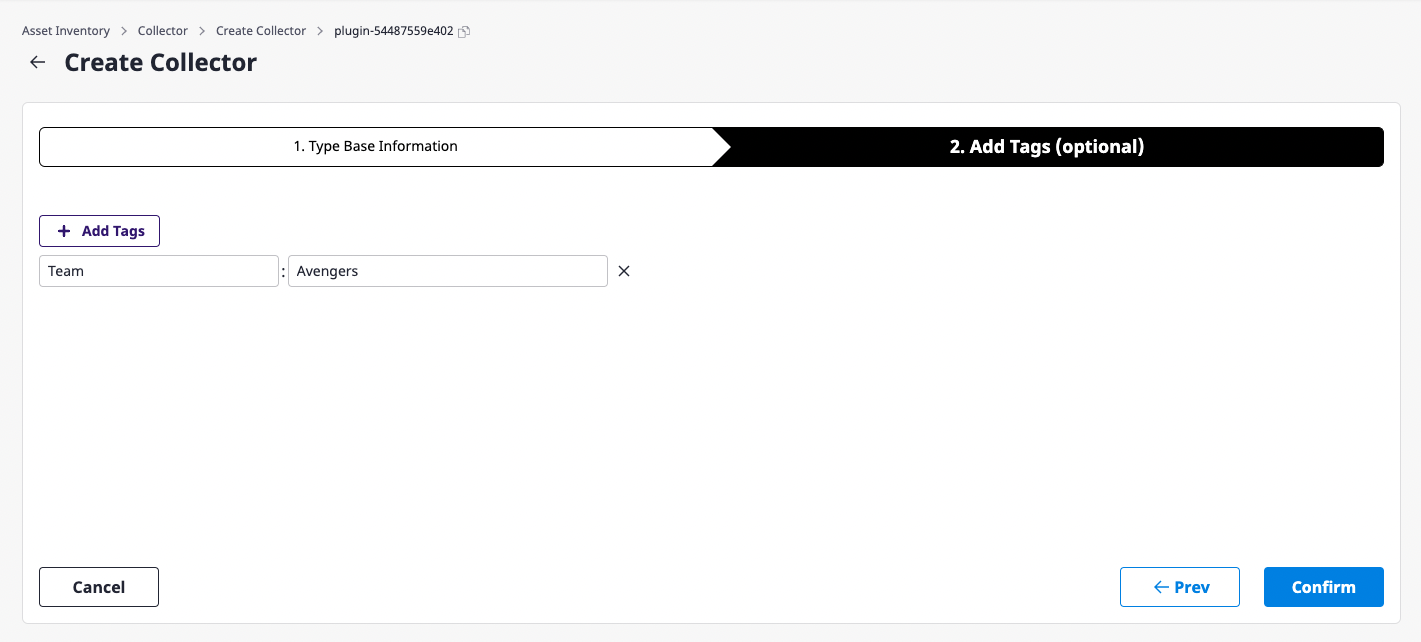 Asset Inventory > Collector > Create Collector > plugin-54487559e402
← Create Collector
1. Type Base Information
2. Add Tags (optional)
+ Add Tags
Team : Avengers ×
Cancel
← Prev
Confirm